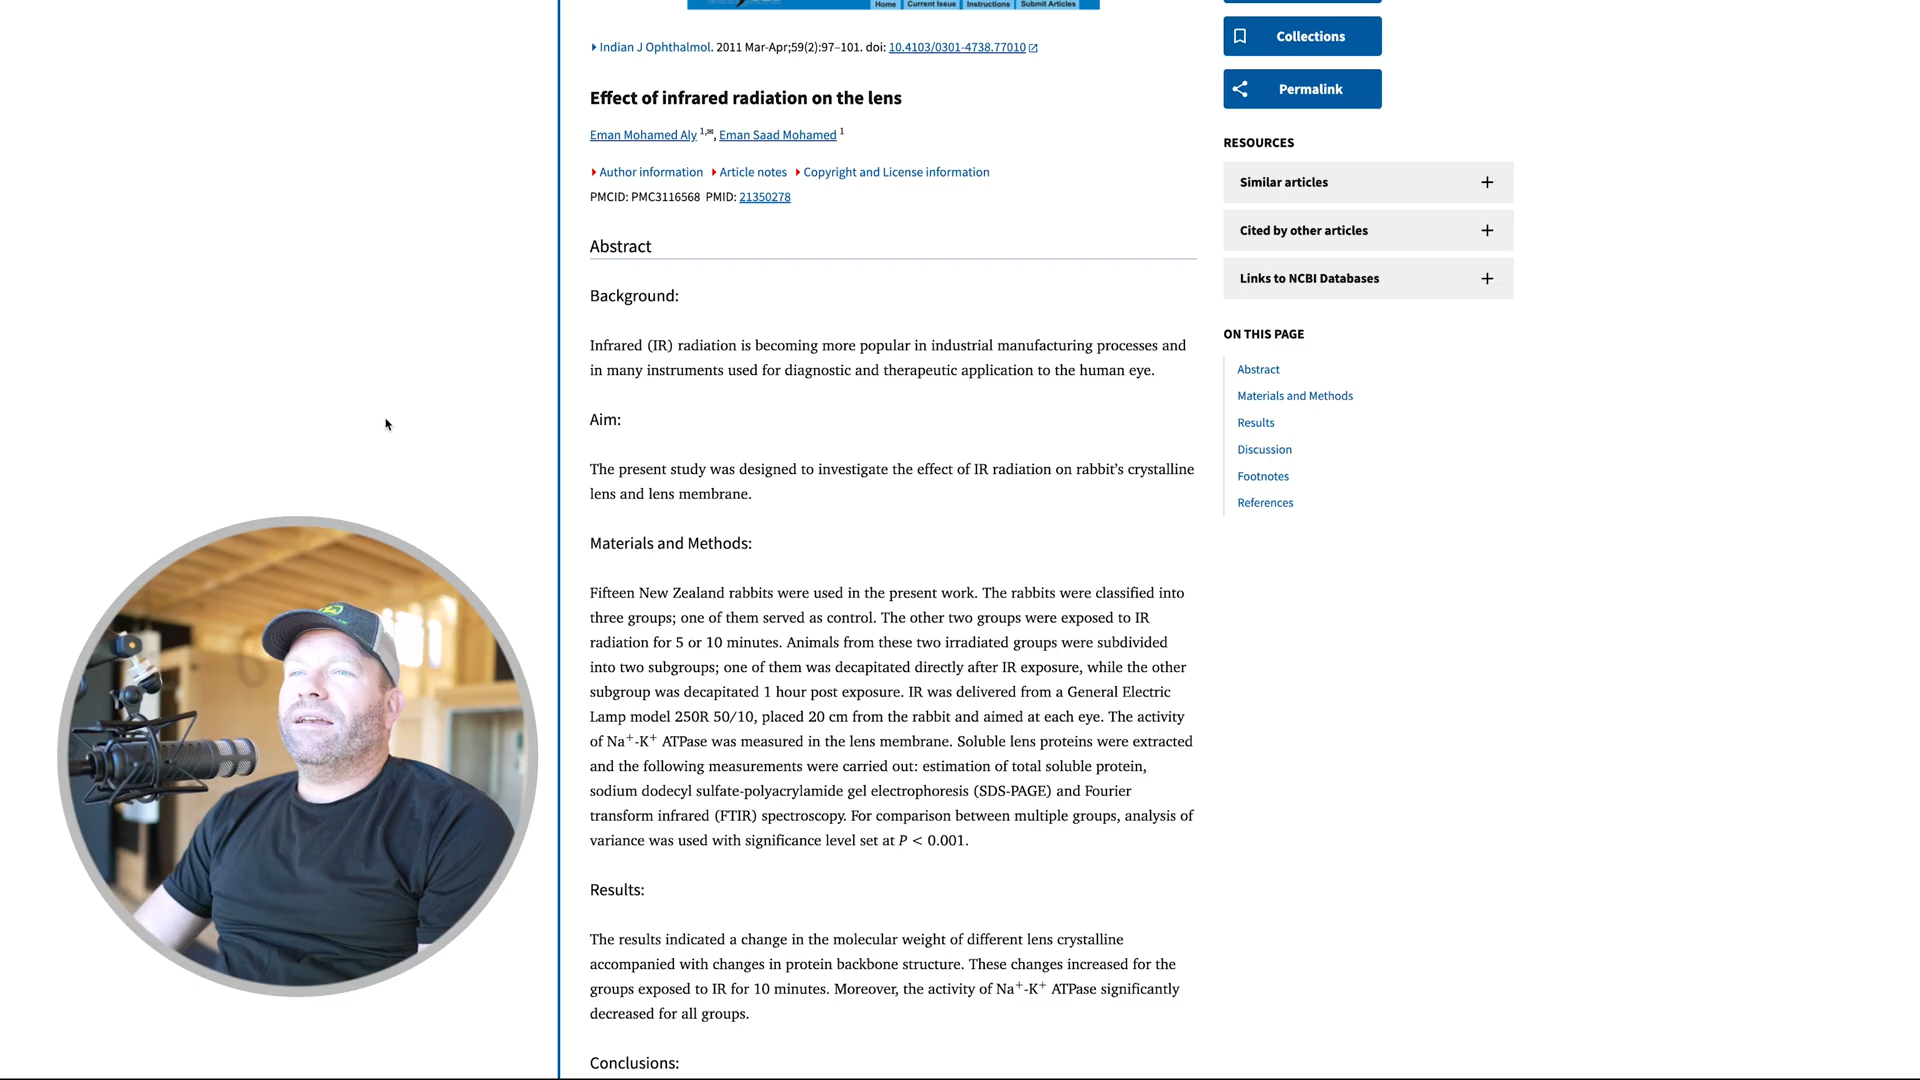 Home Current Issue Instructions Submit Articles
Indian J Ophthalmol. 2011 Mar-Apr;59(2):97–101. doi: 10.4103/0301-4738.77010
Effect of infrared radiation on the lens
Eman Mohamed Aly 1,✉, Eman Saad Mohamed 1
Author information Article notes Copyright and License information
PMCID: PMC3116568 PMID: 21350278
Abstract
Background:
Infrared (IR) radiation is becoming more popular in industrial manufacturing processes and
in many instruments used for diagnostic and therapeutic application to the human eye.
Aim:
The present study was designed to investigate the effect of IR radiation on rabbit’s crystalline
lens and lens membrane.
Materials and Methods:
Fifteen New Zealand rabbits were used in the present work. The rabbits were classified into
three groups; one of them served as control. The other two groups were exposed to IR
radiation for 5 or 10 minutes. Animals from these two irradiated groups were subdivided
into two subgroups; one of them was decapitated directly after IR exposure, while the other
subgroup was decapitated 1 hour post exposure. IR was delivered from a General Electric
Lamp model 250R 50/10, placed 20 cm from the rabbit and aimed at each eye. The activity
of Na+-K+ ATPase was measured in the lens membrane. Soluble lens proteins were extracted
and the following measurements were carried out: estimation of total soluble protein,
sodium dodecyl sulfate-polyacrylamide gel electrophoresis (SDS-PAGE) and Fourier
transform infrared (FTIR) spectroscopy. For comparison between multiple groups, analysis of
variance was used with significance level set at P < 0.001.
Results:
The results indicated a change in the molecular weight of different lens crystalline
accompanied with changes in protein backbone structure. These changes increased for the
groups exposed to IR for 10 minutes. Moreover, the activity of Na+-K+ ATPase significantly
decreased for all groups.
Conclusions:
Collections
Permalink
RESOURCES
Similar articles
Cited by other articles
Links to NCBI Databases
ON THIS PAGE
Abstract
Materials and Methods
Results
Discussion
Footnotes
References